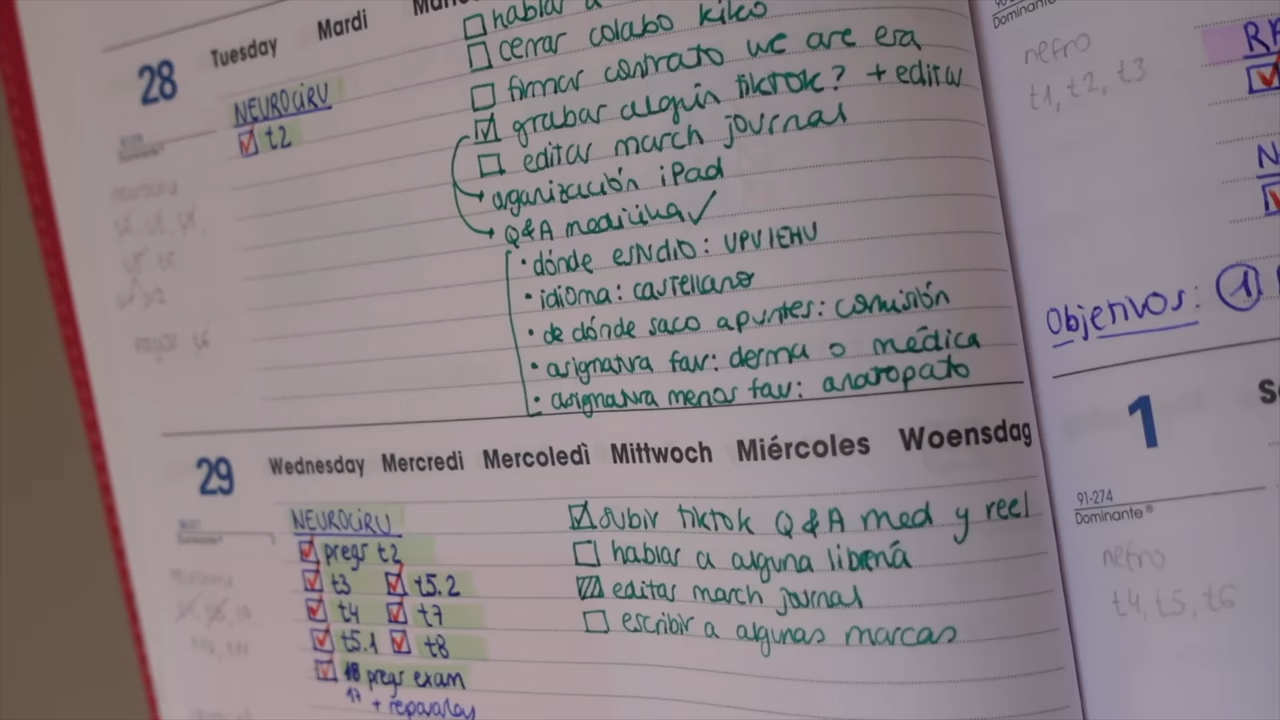 28 Tuesday Mardi
NEUROCIRU
t2
hablar a
cerrar colabo kiko
firmar contrato we are era
grabar algún tiktok? + editar
editar march journal
organización iPad
Q&A medicina ✓
• dónde estudio: UPV/EHU
• idioma: castellano
• de dónde saco apuntes: comisión
• asignatura fav: derma o médica
• asignatura menos fav: anatopato
29 Wednesday Mercredi Mercoledì Mittwoch Miércoles Woensdag
NEUROCIRU
pregs t2
t3 t5.2
t4 t7
t5.1 t8
pregs exam
17 + repasarlas
subir tiktok Q&A med y reel
hablar a alguna librería
editar march journal
escribir a algunas marcas
Dominante
nefro
t1, t2, t3
Objetivos: 1
1
91-274
Dominante®
nefro
t4, t5, t6